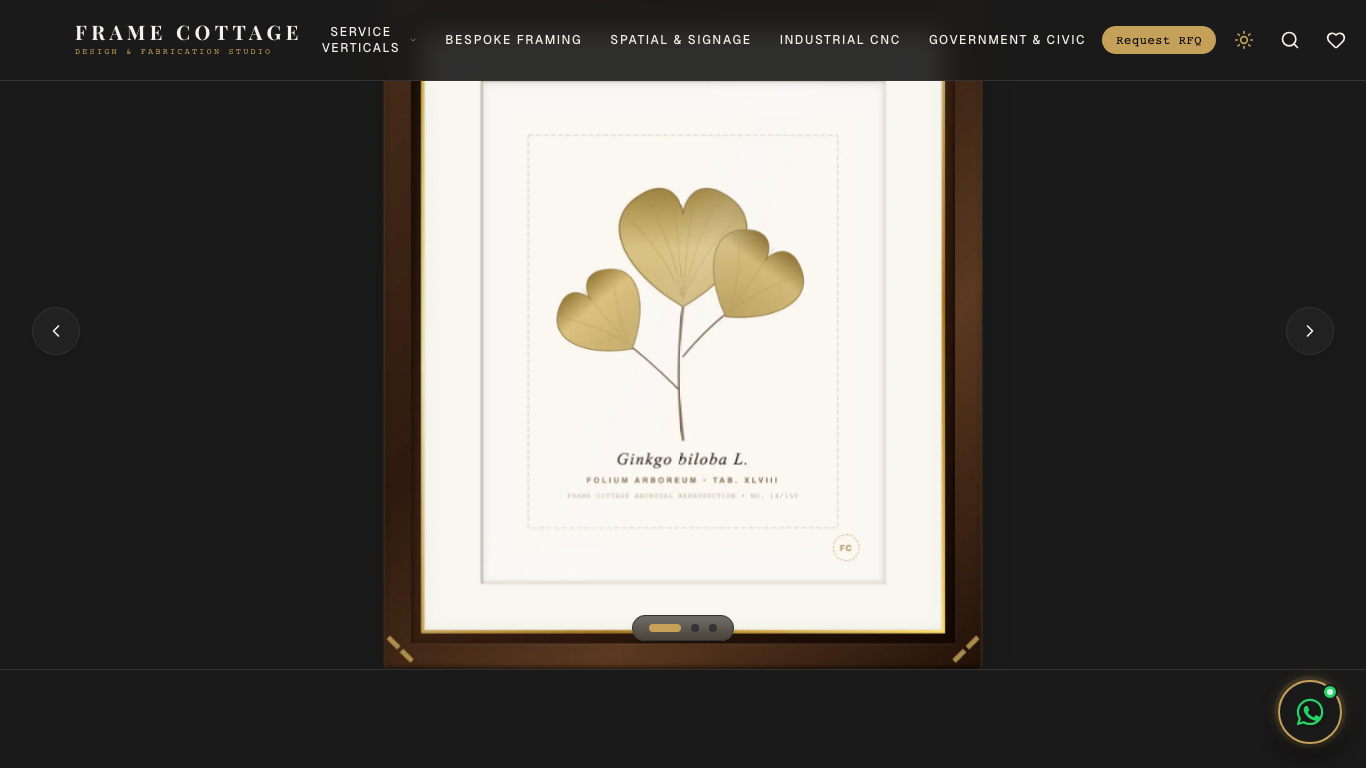 FRAME COTTAGE
DESIGN & FABRICATION STUDIO
SERVICE VERTICALS
BESPOKE FRAMING
SPATIAL & SIGNAGE
INDUSTRIAL CNC
GOVERNMENT & CIVIC
Request RFQ
Ginkgo biloba L.
FOLIUM ARBOREUM · TAB. XLVIII
FRAME COTTAGE ARCHIVAL REPRODUCTION • NO. 14/150
FC